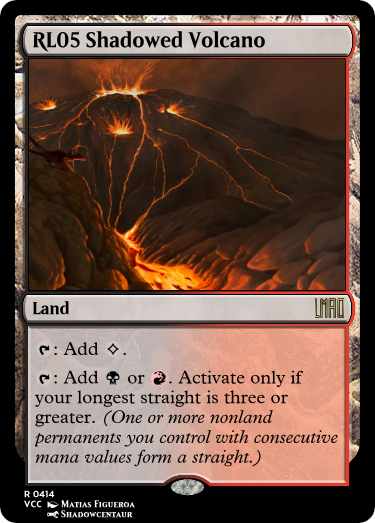 RL05 Shadowed Volcano
Land
LMAC
: Add .
: Add or . Activate only if
your longest straight is three or
greater. (One or more nonland
permanents you control with consecutive
mana values form a straight.)
R 0414
VCC Matias Figueroa
Shadowcentaur